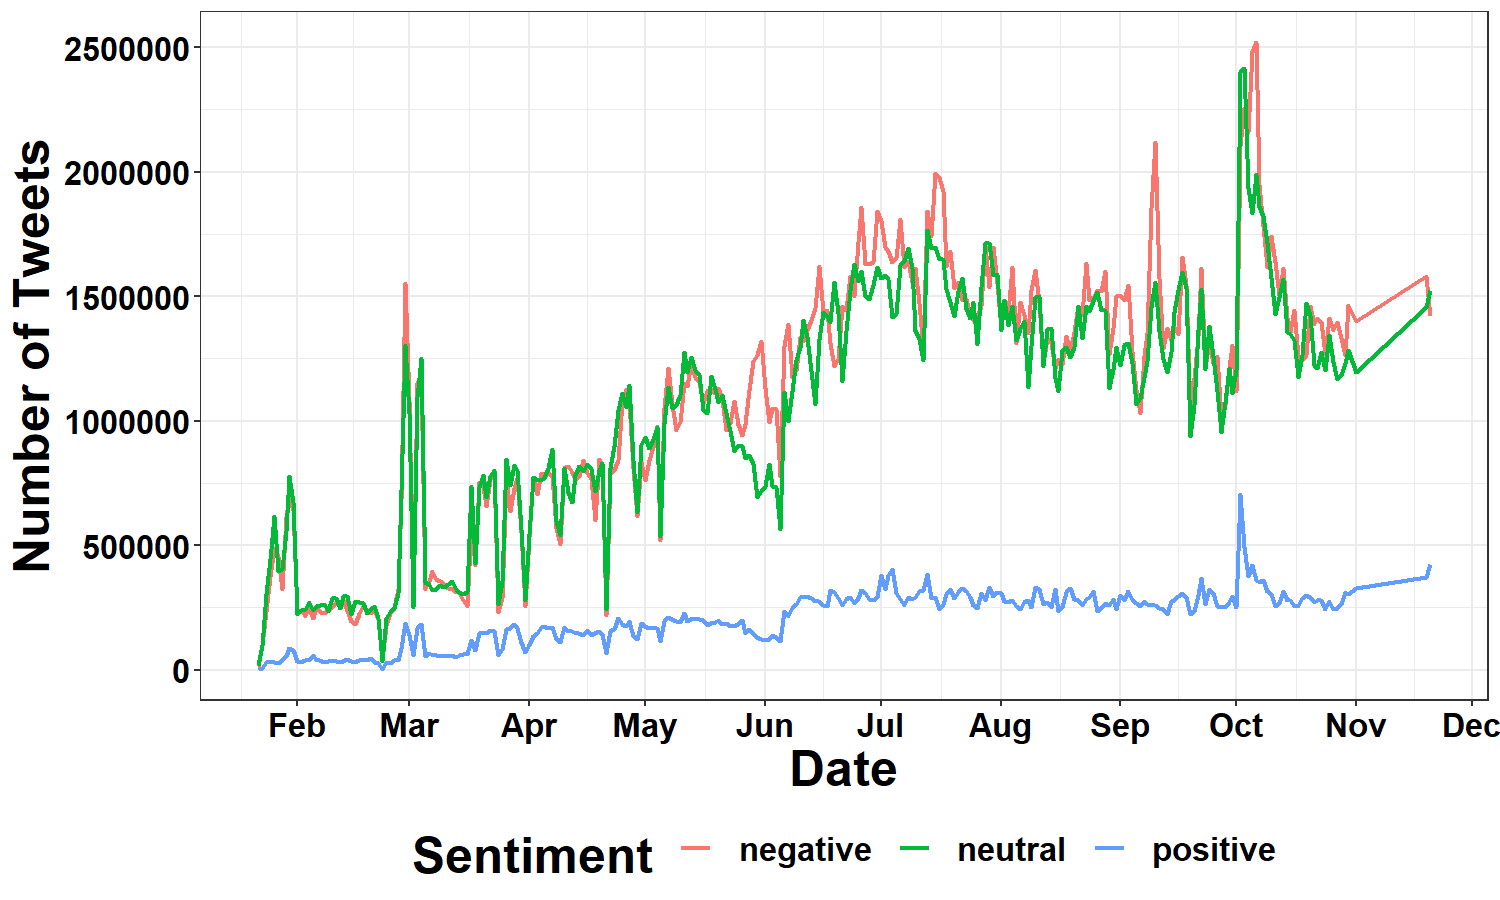 Number of Tweets
2500000
2000000
1500000
1000000
500000
0
Feb Mar Apr May Jun Jul Aug Sep Oct Nov Dec
Date
Sentiment negative neutral positive